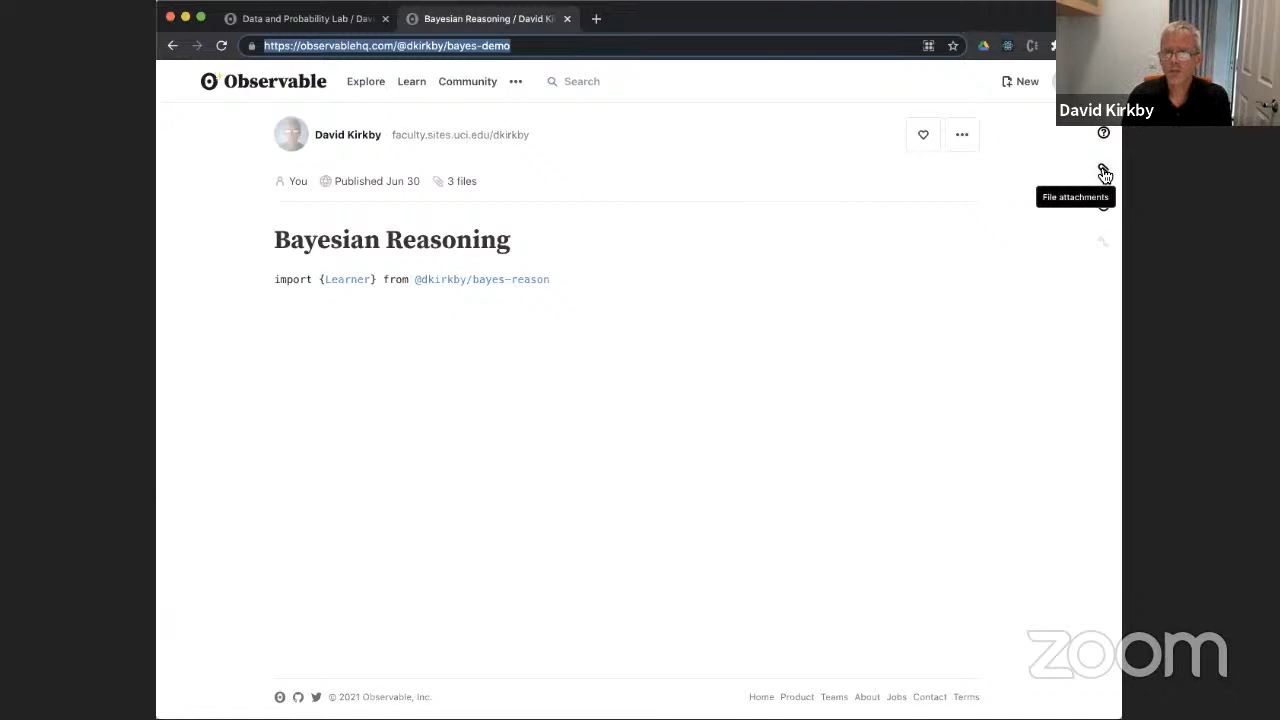 Data and Probability Lab / Dav
Bayesian Reasoning / David Ki
https://observablehq.com/@dkirkby/bayes-demo
Observable
Explore
Learn
Community
Search
New
David Kirkby
David Kirkby
faculty.sites.uci.edu/dkirkby
You
Published Jun 30
3 files
File attachments
Bayesian Reasoning
import {Learner} from @dkirkby/bayes-reason
zoom
© 2021 Observable, Inc.
Home
Product
Teams
About
Jobs
Contact
Terms